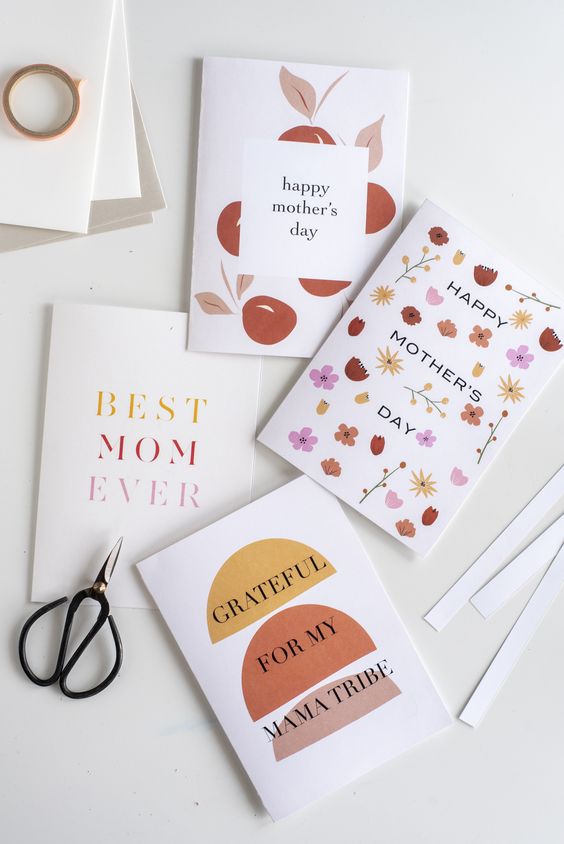 happy
mother's
day
HAPPY
MOTHER'S
DAY
BEST
MOM
EVER
GRATEFUL
FOR MY
MAMA TRIBE